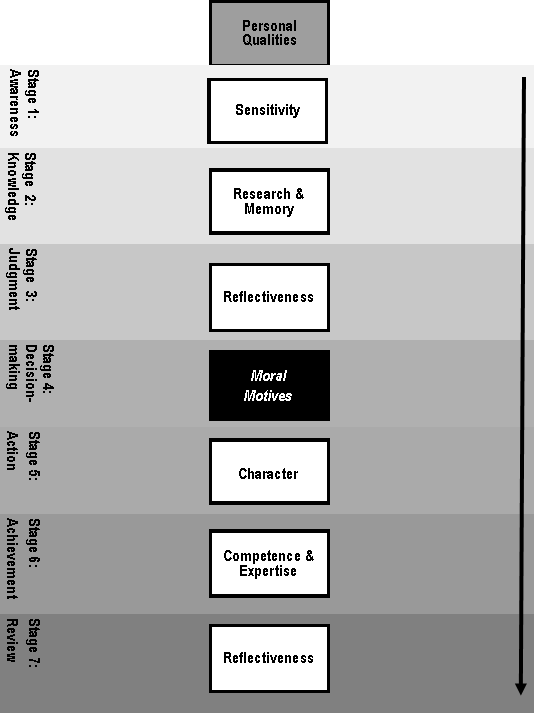 Personal
Qualities
Stage 1:
Awareness
Sensitivity
Stage 2:
Knowledge
Research &
Memory
Stage 3:
Judgment
Reflectiveness
Stage 4:
Decision-
making
Moral
Motives
Stage 5:
Action
Character
Stage 6:
Achievement
Competence &
Expertise
Stage 7:
Review
Reflectiveness